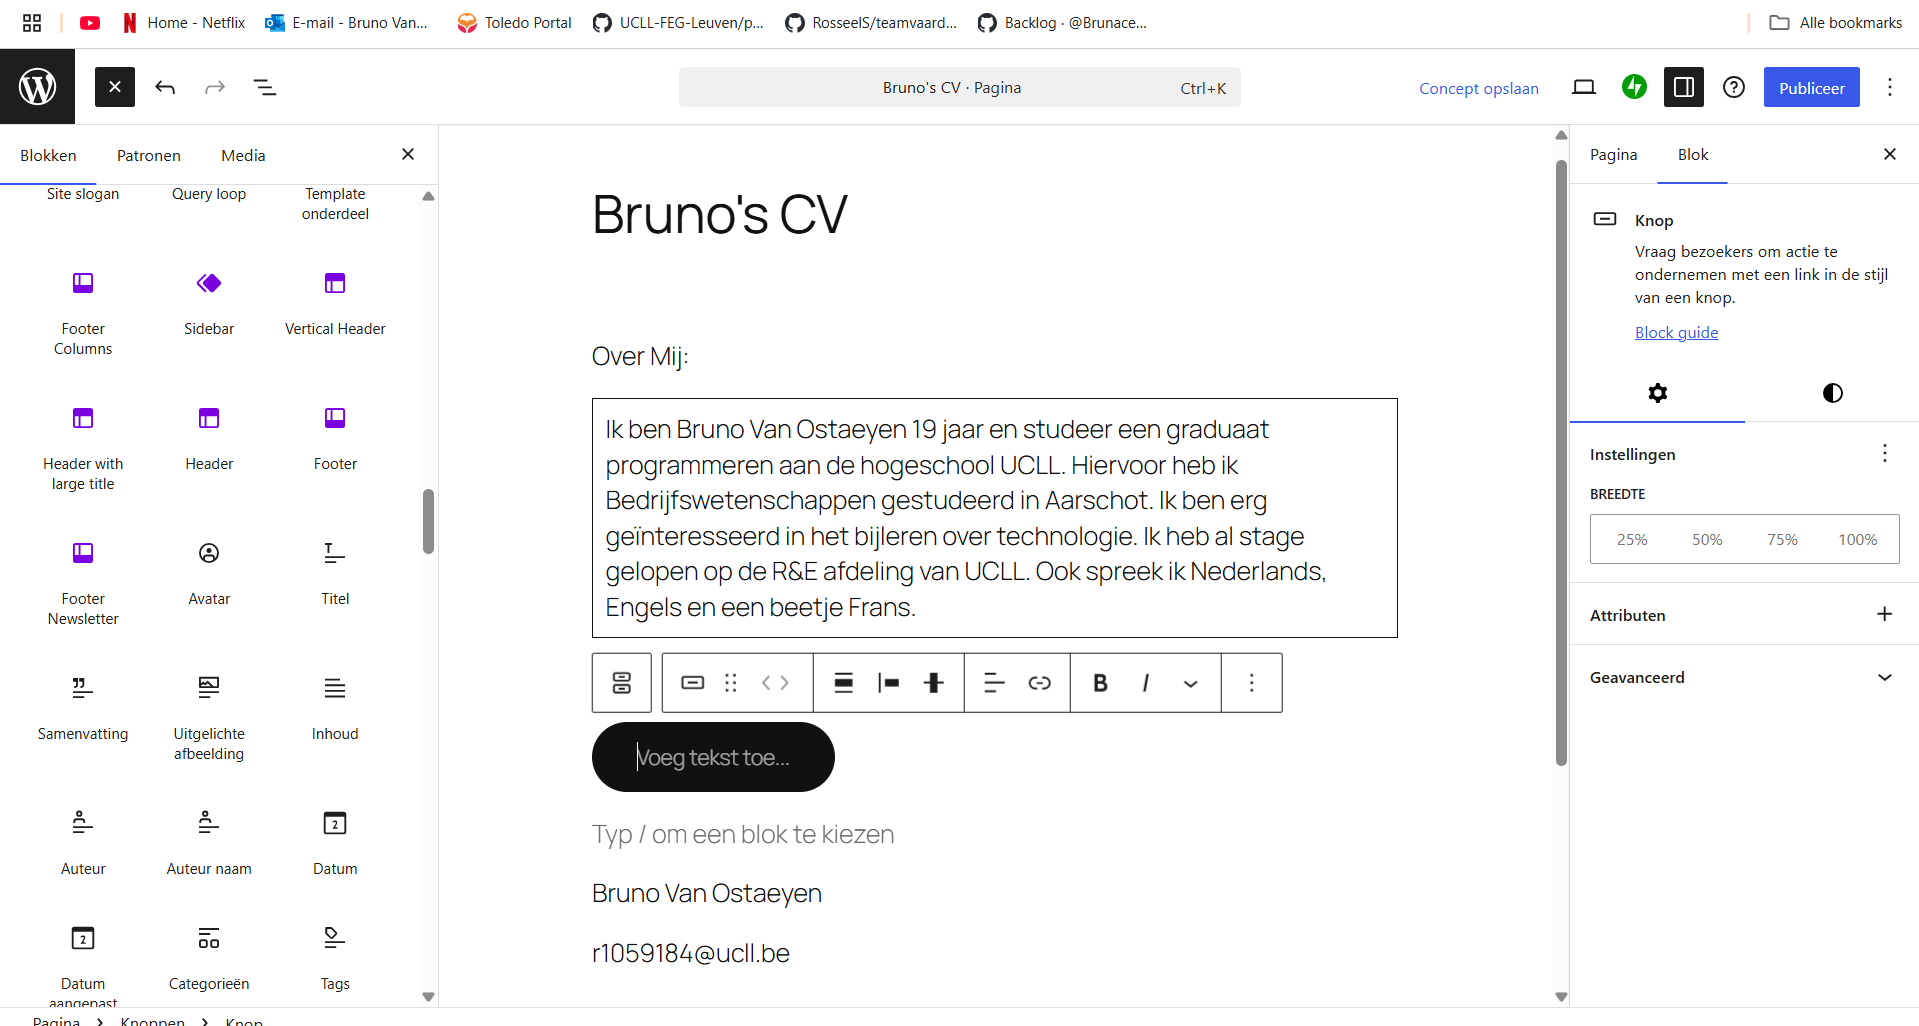 Home - Netflix
E-mail - Bruno Van...
Toledo Portal
UCLL-FEG-Leuven/p...
RosseelS/teamvaard...
Backlog · @Brunace...
Alle bookmarks
Bruno's CV · Pagina
Ctrl+K
Concept opslaan
Publiceer
Blokken
Patronen
Media
Site slogan
Query loop
Template
onderdeel
Footer
Columns
Sidebar
Vertical Header
Header with
large title
Header
Footer
Footer
Newsletter
Avatar
Titel
Samenvatting
Uitgelichte
afbeelding
Inhoud
Auteur
Auteur naam
Datum
Datum
aangepast
Categorieën
Tags
Bruno's CV
Over Mij:
Ik ben Bruno Van Ostaeyen 19 jaar en studeer een graduaat
programmeren aan de hogeschool UCLL. Hiervoor heb ik
Bedrijfswetenschappen gestudeerd in Aarschot. Ik ben erg
geïnteresseerd in het bijleren over technologie. Ik heb al stage
gelopen op de R&E afdeling van UCLL. Ook spreek ik Nederlands,
Engels en een beetje Frans.
B I
Voeg tekst toe...
Typ / om een blok te kiezen
Bruno Van Ostaeyen
r1059184@ucll.be
Pagina
Blok
Knop
Vraag bezoekers om actie te
ondernemen met een link in de stijl
van een knop.
Block guide
Instellingen
BREEDTE
25% 50% 75% 100%
Attributen
Geavanceerd
Pagina > Knoppen > Knop